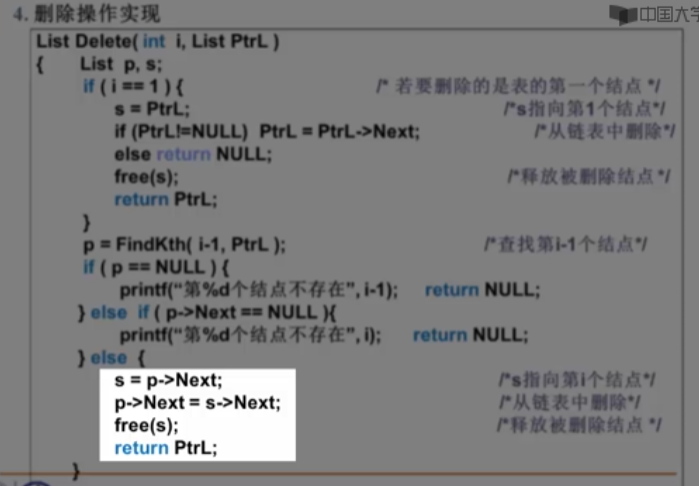 4. 删除操作实现
中国大学
List Delete( int i, List PtrL )
{ List p, s;
if ( i == 1 ) { /* 若要删除的是表的第一个结点 */
s = PtrL; /*s指向第1个结点*/
if (PtrL!=NULL) PtrL = PtrL->Next; /*从链表中删除*/
else return NULL;
free(s); /*释放被删除结点 */
return PtrL;
}
p = FindKth( i-1, PtrL ); /*查找第i-1个结点*/
if ( p == NULL ) {
printf(“第%d个结点不存在”, i-1); return NULL;
} else if ( p->Next == NULL ){
printf(“第%d个结点不存在”, i); return NULL;
} else {
s = p->Next; /*s指向第i个结点*/
p->Next = s->Next; /*从链表中删除*/
free(s); /*释放被删除结点 */
return PtrL;
}